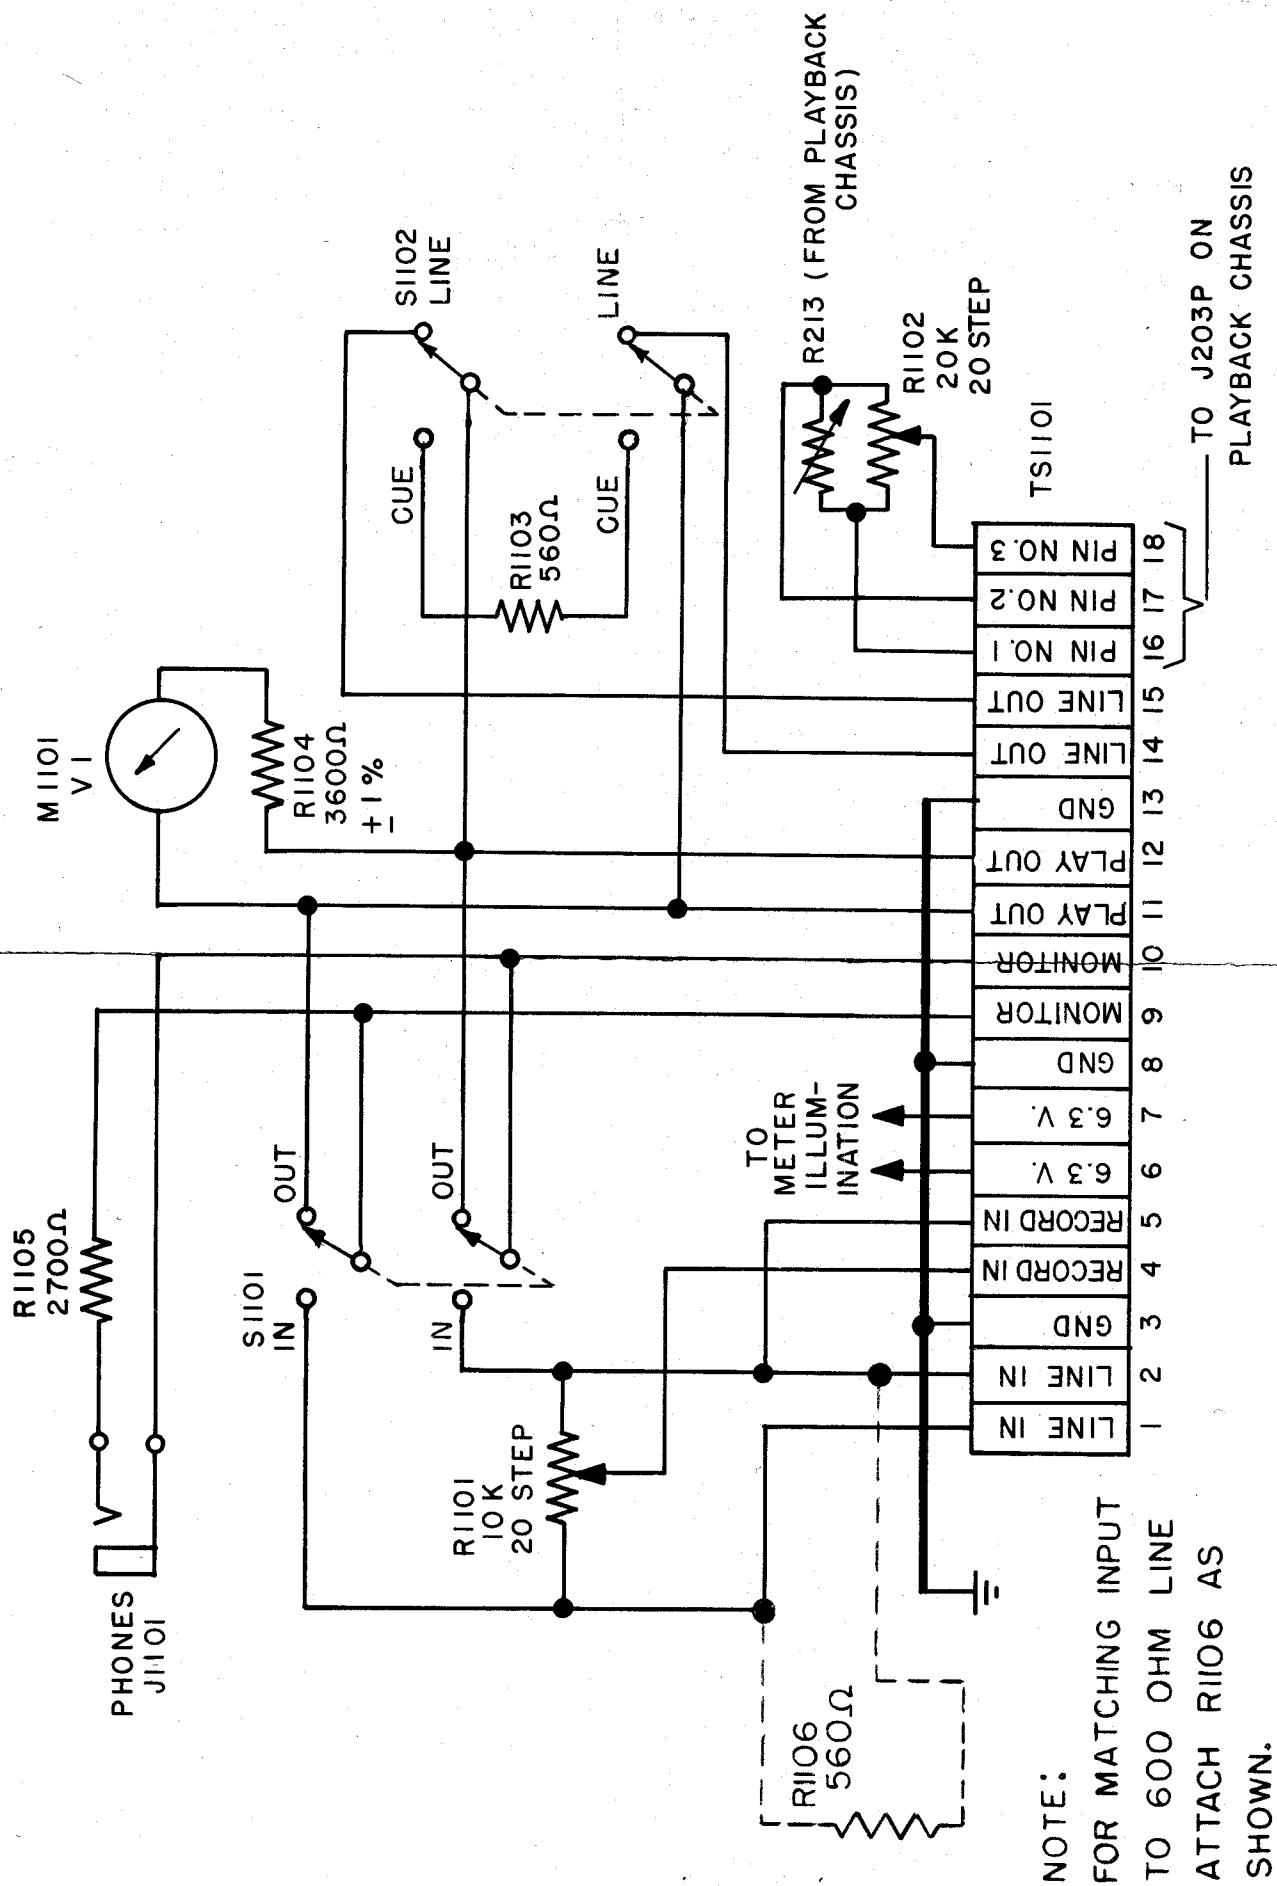 PHONES
J1101
R1105
2700Ω
M1101
V I
S1101
IN
OUT
IN
OUT
R1104
3600Ω
±1%
S1102
LINE
CUE
R1103
560Ω
CUE
LINE
R1101
10K
20 STEP
TO
METER
ILLUM-
INATION
R213 (FROM PLAYBACK
CHASSIS)
R1102
20K
20 STEP
TS1101
R1106
560Ω
LINE IN
LINE IN
GND
RECORD IN
RECORD IN
6.3 V.
6.3 V.
GND
MONITOR
MONITOR
PLAY OUT
PLAY OUT
GND
LINE OUT
LINE OUT
PIN NO. 1
PIN NO. 2
PIN NO. 3
1 2 3 4 5 6 7 8 9 10 11 12 13 14 15 16 17 18
TO J203P ON
PLAYBACK CHASSIS
NOTE:
FOR MATCHING INPUT
TO 600 OHM LINE
ATTACH R1106 AS
SHOWN.